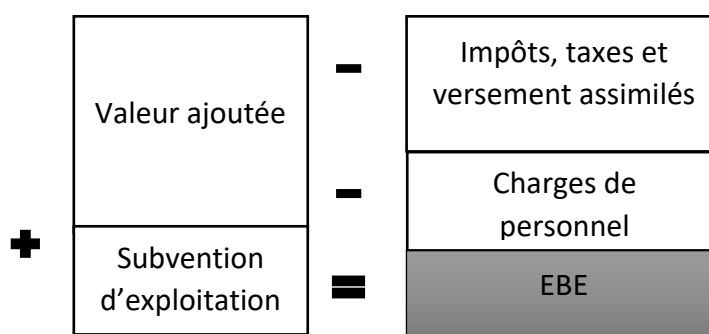 Valeur ajoutée
Subvention
d’exploitation
Impôts, taxes et
versement assimilés
Charges de
personnel
EBE